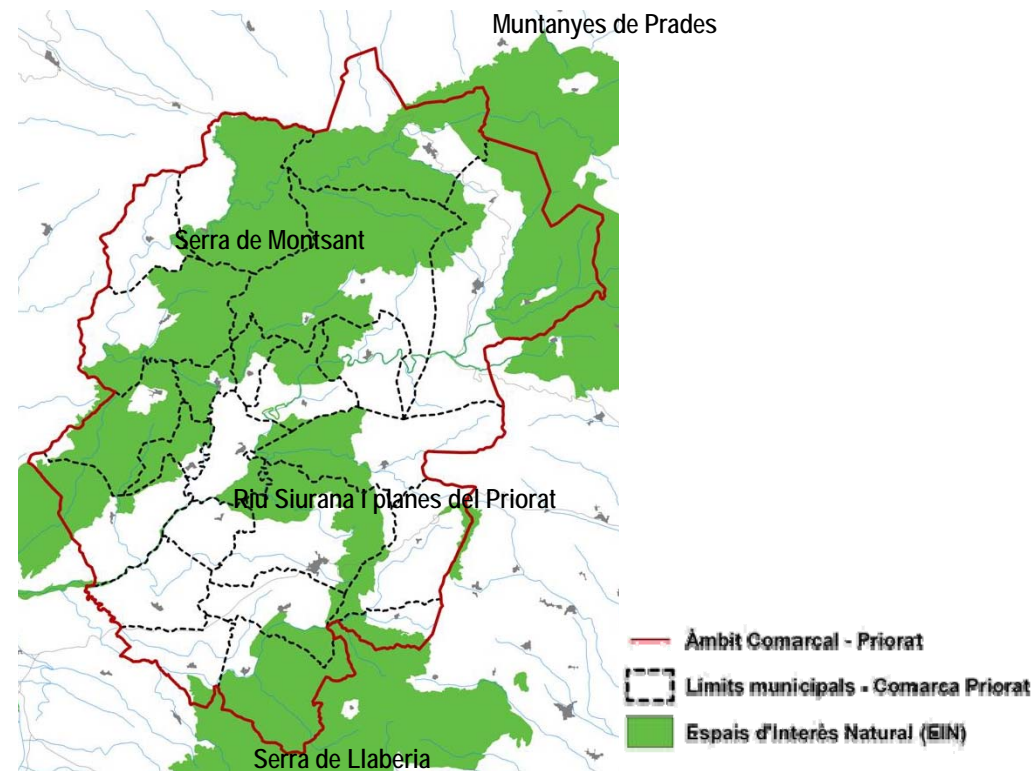 Muntanyes de Prades
Serra de Montsant
Riu Siurana i planes del Priorat
Serra de Llaberia
Àmbit Comarcal - Priorat
Límits municipals - Comarca Priorat
Espais d'Interès Natural (EIN)